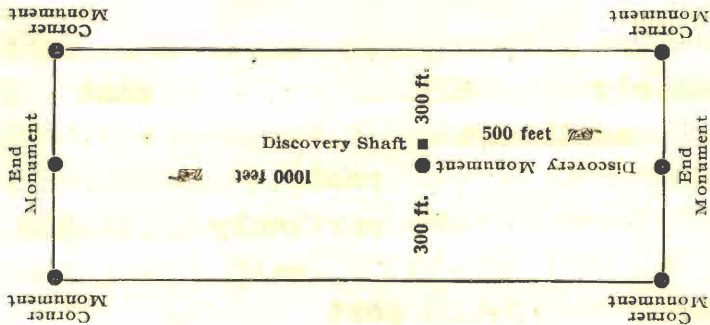 Corner
Monument
Corner
Monument
End
Monument
300 ft.
Discovery Shaft
500 feet
Discovery Monument
1000 feet
300 ft.
End
Monument
Corner
Monument
Corner
Monument